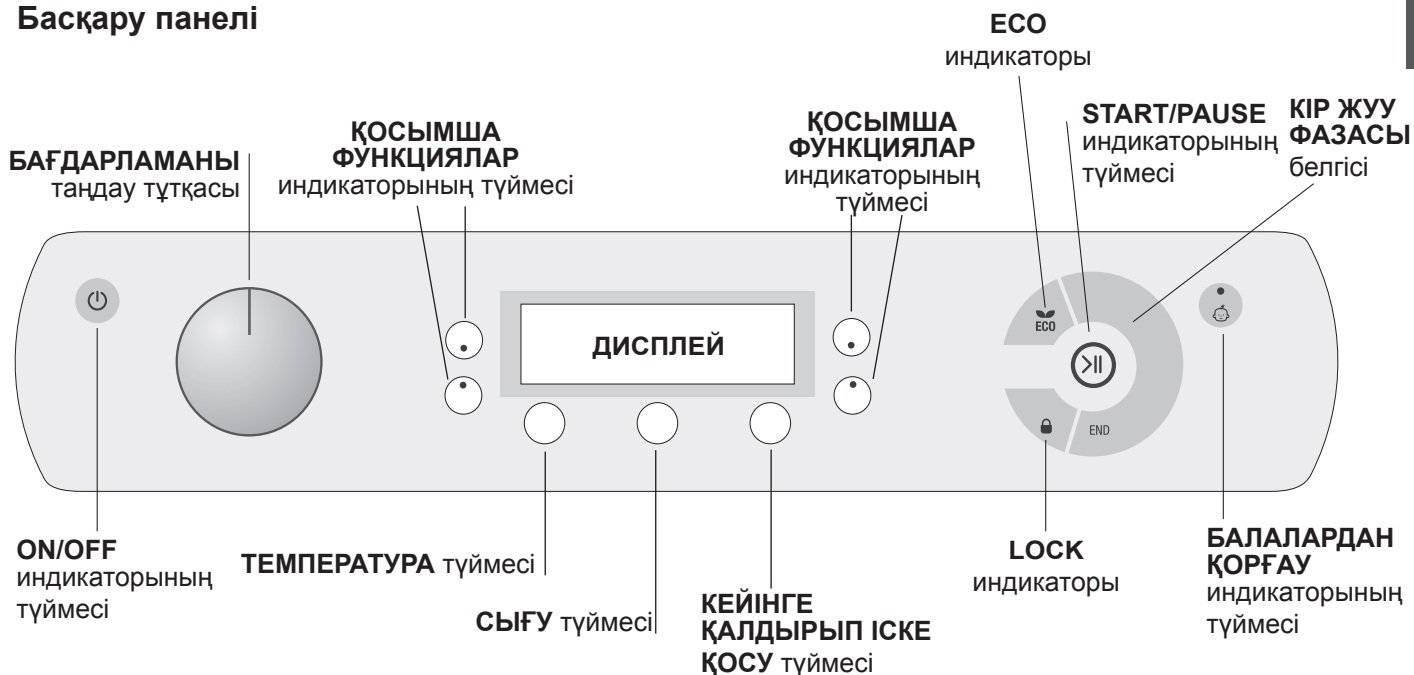 Басқару панелі
ECO
индикаторы
БАҒДАРЛАМАНЫ
таңдау тұтқасы
ҚОСЫМША
ФУНКЦИЯЛАР
индикаторының түймесі
ҚОСЫМША
ФУНКЦИЯЛАР
индикаторының
түймесі
START/PAUSE
индикаторының
түймесі
КІР ЖУУ
ФАЗАСЫ
белгісі
ДИСПЛЕЙ
ECO
END
ON/OFF
индикаторының
түймесі
ТЕМПЕРАТУРА түймесі
СЫҒУ түймесі
КЕЙІНГЕ
ҚАЛДЫРЫП ІСКЕ
ҚОСУ түймесі
LOCK
индикаторы
БАЛАЛАРДАН
ҚОРҒАУ
индикаторының
түймесі